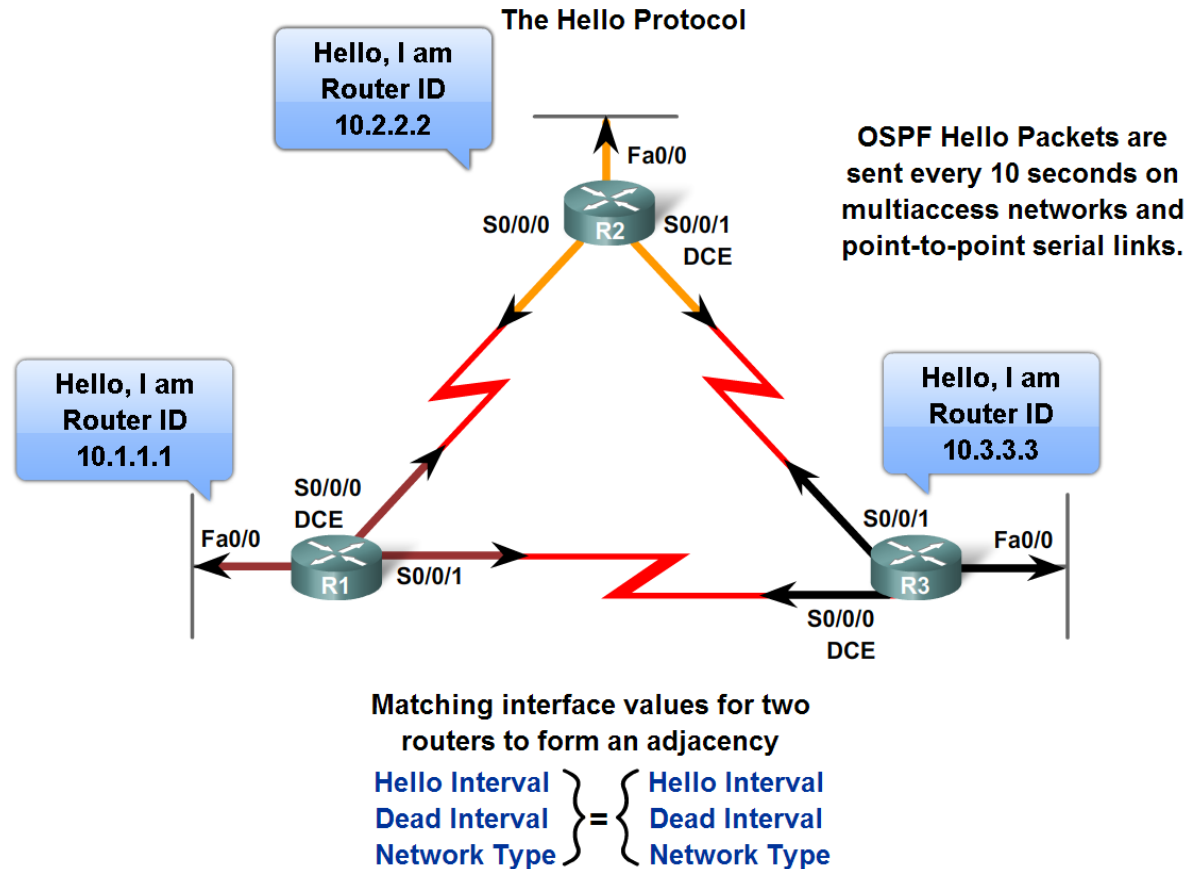 The Hello Protocol
Hello, I am
Router ID
10.2.2.2
Fa0/0
S0/0/0
R2
S0/0/1
DCE
OSPF Hello Packets are
sent every 10 seconds on
multiaccess networks and
point-to-point serial links.
Hello, I am
Router ID
10.1.1.1
Hello, I am
Router ID
10.3.3.3
S0/0/0
DCE
Fa0/0
R1
S0/0/1
S0/0/1
Fa0/0
R3
S0/0/0
DCE
Matching interface values for two
routers to form an adjacency
Hello Interval = Hello Interval
Dead Interval = Dead Interval
Network Type = Network Type